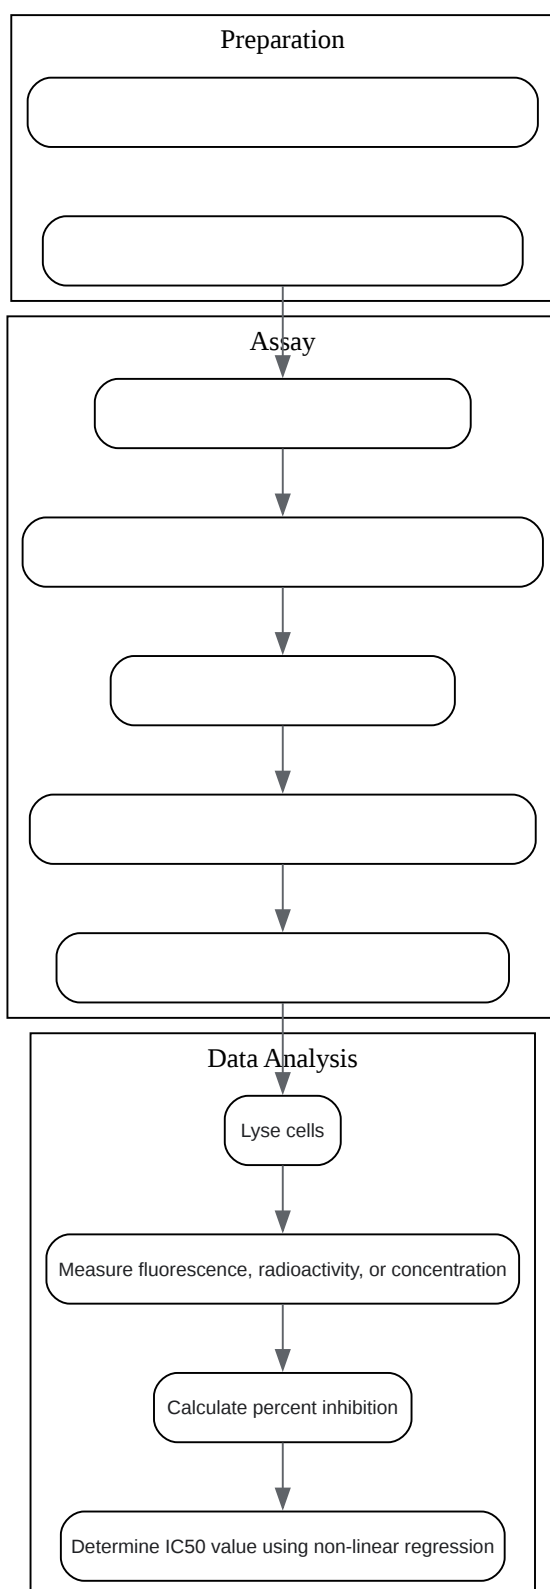 Preparation
Assay
Data Analysis
Lyse cells
Measure fluorescence, radioactivity, or concentration
Calculate percent inhibition
Determine IC50 value using non-linear regression